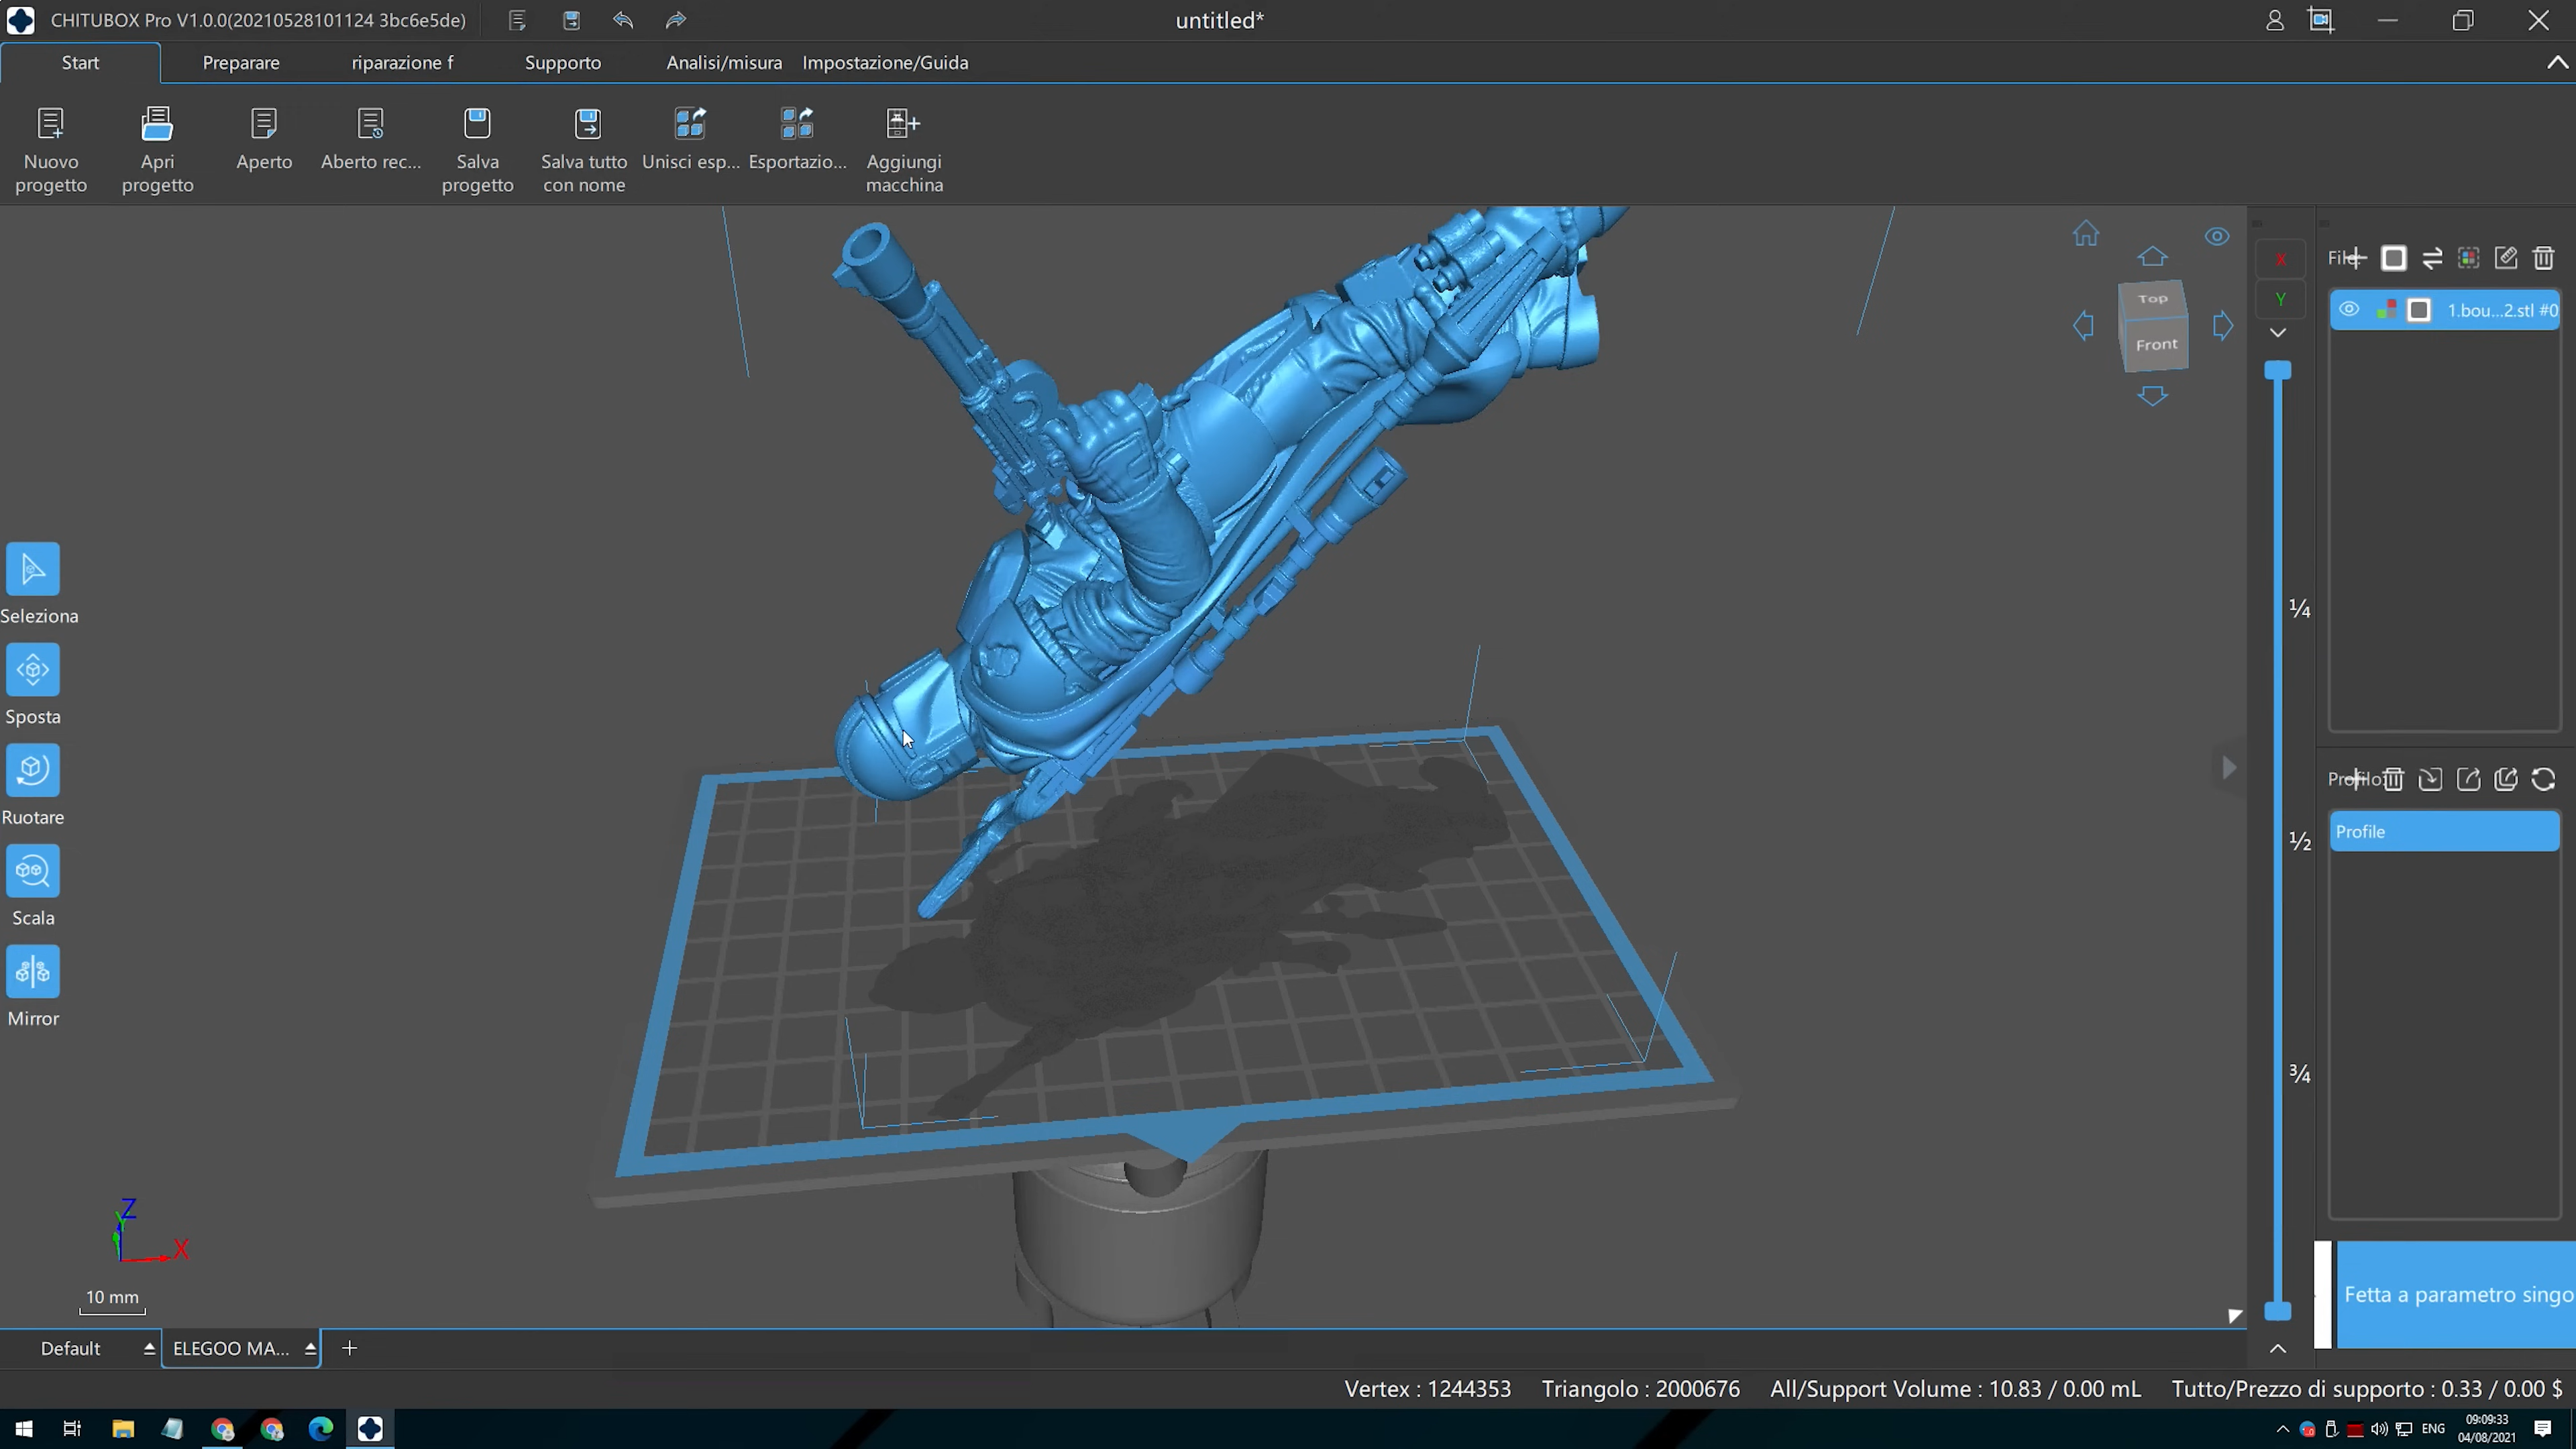 CHITUBOX Pro V1.0.0(20210528101124 3bc6e5de)
untitled*
Start
Preparare
riparazione f
Supporto
Analisi/misura
Impostazione/Guida
Nuovo
progetto
Apri
progetto
Aperto
Aberto rec...
Salva
progetto
Salva tutto
con nome
Unisci esp...
Esportazio...
Aggiungi
macchina
Top
Front
X
Y
File
1.bou...2.stl #0
Seleziona
Sposta
Ruotare
Scala
Mirror
1/4
1/2
3/4
Profilo
Profile
Z
Y
X
10 mm
Fetta a parametro singo
Default
ELEGOO MA...
Vertex : 1244353
Triangolo : 2000676
All/Support Volume : 10.83 / 0.00 mL
Tutto/Prezzo di supporto : 0.33 / 0.00 $
ENG
09:09:33
04/08/2021